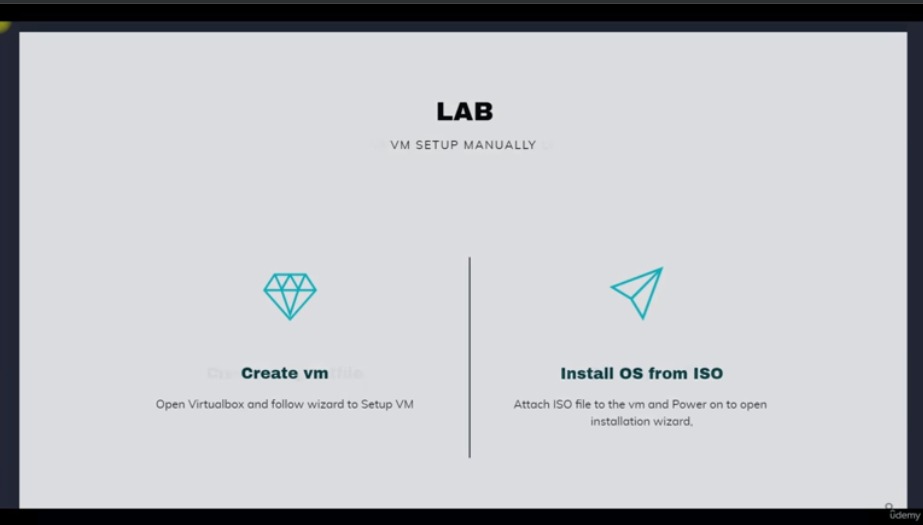 LAB
VM SETUP MANUALLY
Create vm
Open Virtualbox and follow wizard to Setup VM
Install OS from ISO
Attach ISO file to the vm and Power on to open
installation wizard,
udemy